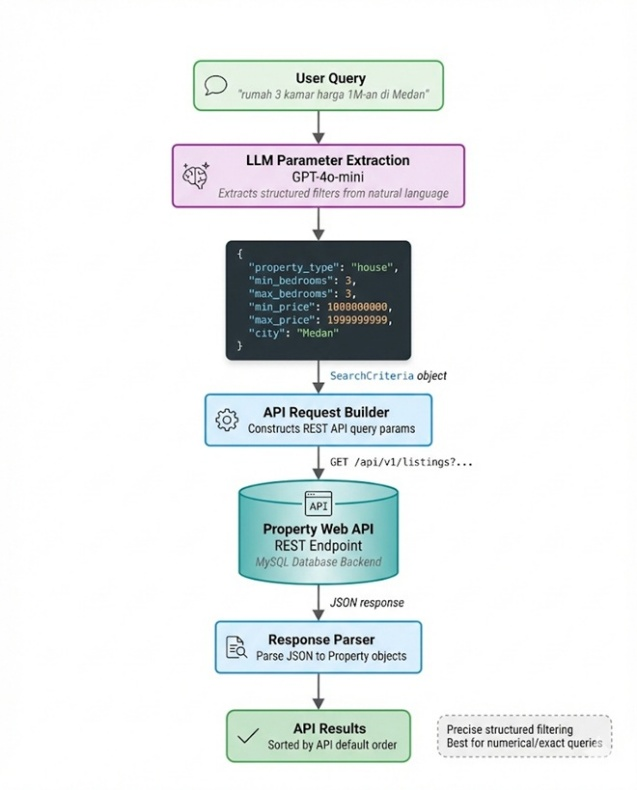 User Query
"rumah 3 kamar harga 1M-an di Medan"
LLM Parameter Extraction
GPT-4o-mini
Extracts structured filters from natural language
{
"property_type": "house",
"min_bedrooms": 3,
"max_bedrooms": 3,
"min_price": 1000000000,
"max_price": 1999999999,
"city": "Medan"
}
SearchCriteria object
API Request Builder
Constructs REST API query params
GET /api/v1/listings?...
API
Property Web API
REST Endpoint
MySQL Database Backend
JSON response
Response Parser
Parse JSON to Property objects
API Results
Sorted by API default order
Precise structured filtering
Best for numerical/exact queries